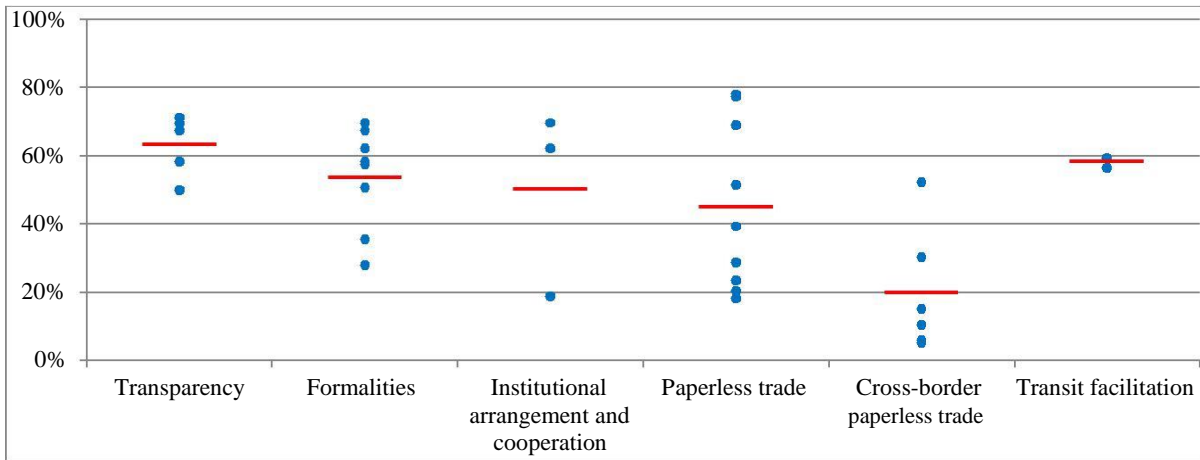 100%
80%
60%
40%
20%
0%
Transparency
Formalities
Institutional
arrangement and
cooperation
Paperless trade
Cross-border
paperless trade
Transit facilitation